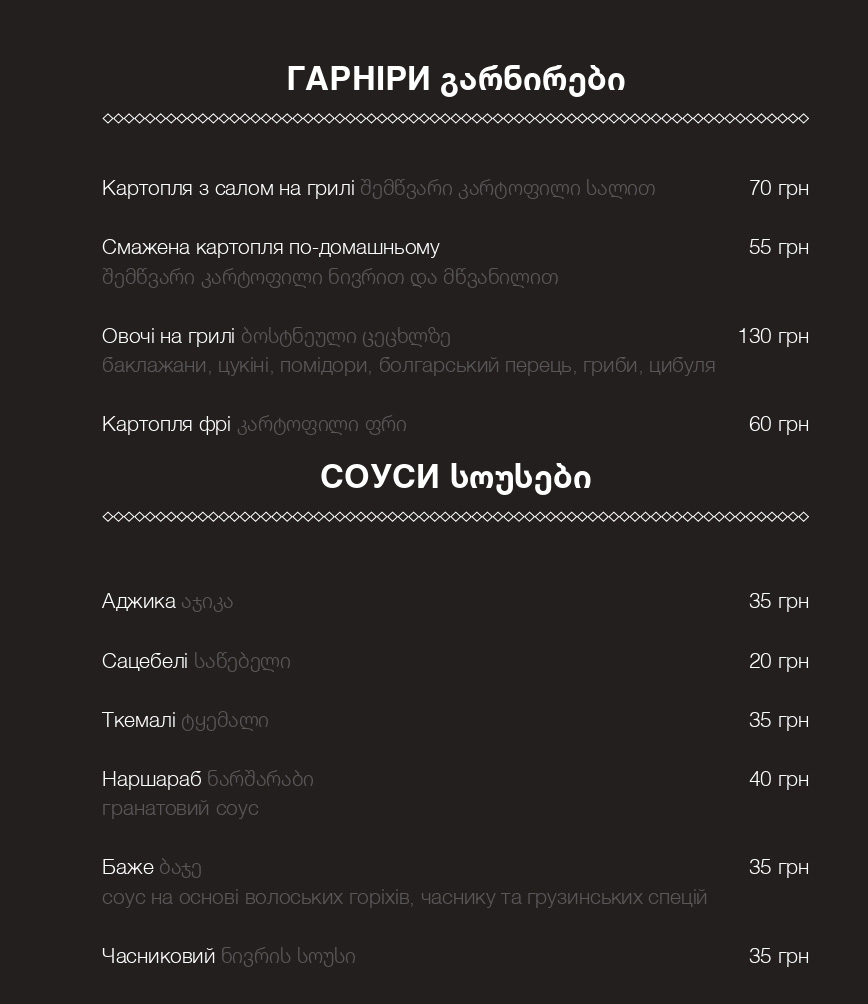 ГАРНІРИ გარნირები
Картопля з салом на грилі შემწვარი კარტოფილი სალით 70 грн
Смажена картопля по-домашньому 55 грн
შემწვარი კარტოფილი ნივრით და მწვანილით
Овочі на грилі ბოსტნეული ცეცხლზე 130 грн
баклажани, цукіні, помідори, болгарський перець, гриби, цибуля
Картопля фрі კარტოფილი ფრი 60 грн
СОУСИ სოუსები
Аджика აჯიკა 35 грн
Сацебелі საწებელი 20 грн
Ткемалі ტყემალი 35 грн
Наршараб ნარშარაბი 40 грн
гранатовий соус
Баже ბაჟე 35 грн
соус на основі волоських горіхів, часнику та грузинських спецій
Часниковий ნივრის სოუსი 35 грн